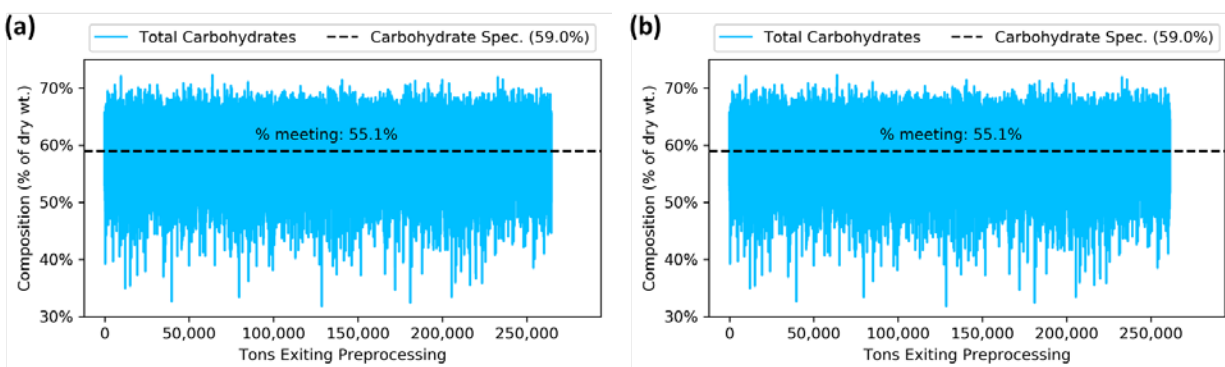 (a)
Total Carbohydrates
Carbohydrate Spec. (59.0%)
70%
60%
50%
40%
30%
Composition (% of dry wt.)
% meeting: 55.1%
0
50,000
100,000
150,000
200,000
250,000
Tons Exiting Preprocessing
(b)
Total Carbohydrates
Carbohydrate Spec. (59.0%)
70%
60%
50%
40%
30%
Composition (% of dry wt.)
% meeting: 55.1%
0
50,000
100,000
150,000
200,000
250,000
Tons Exiting Preprocessing